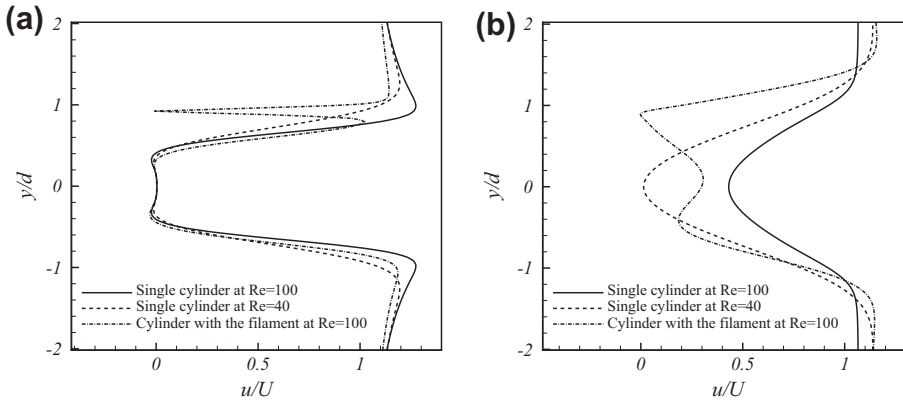 (a)
2
1
0
-1
-2
y/d
Single cylinder at Re=100
Single cylinder at Re=40
Cylinder with the filament at Re=100
0
0.5
1
u/U
(b)
2
1
0
-1
-2
y/d
Single cylinder at Re=100
Single cylinder at Re=40
Cylinder with the filament at Re=100
0
0.5
1
u/U